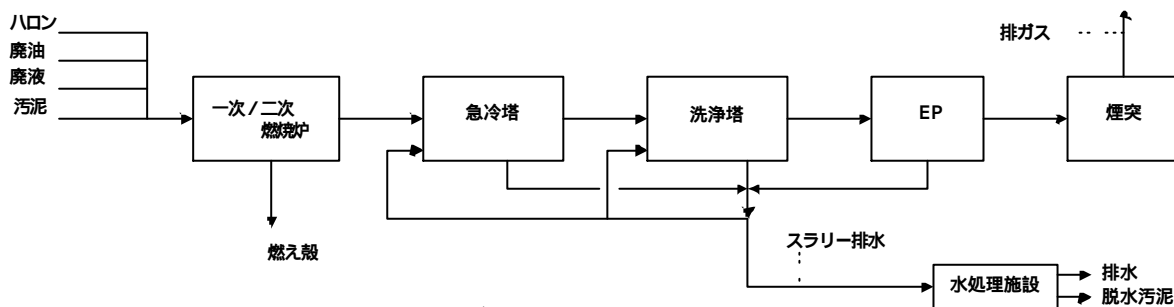 ハロン
廃油
廃液
汚泥
一次 / 二次
燃焼炉
急冷塔
洗浄塔
EP
煙突
排ガス
燃え殻
スラリー排水
水処理施設
排水
脱水汚泥